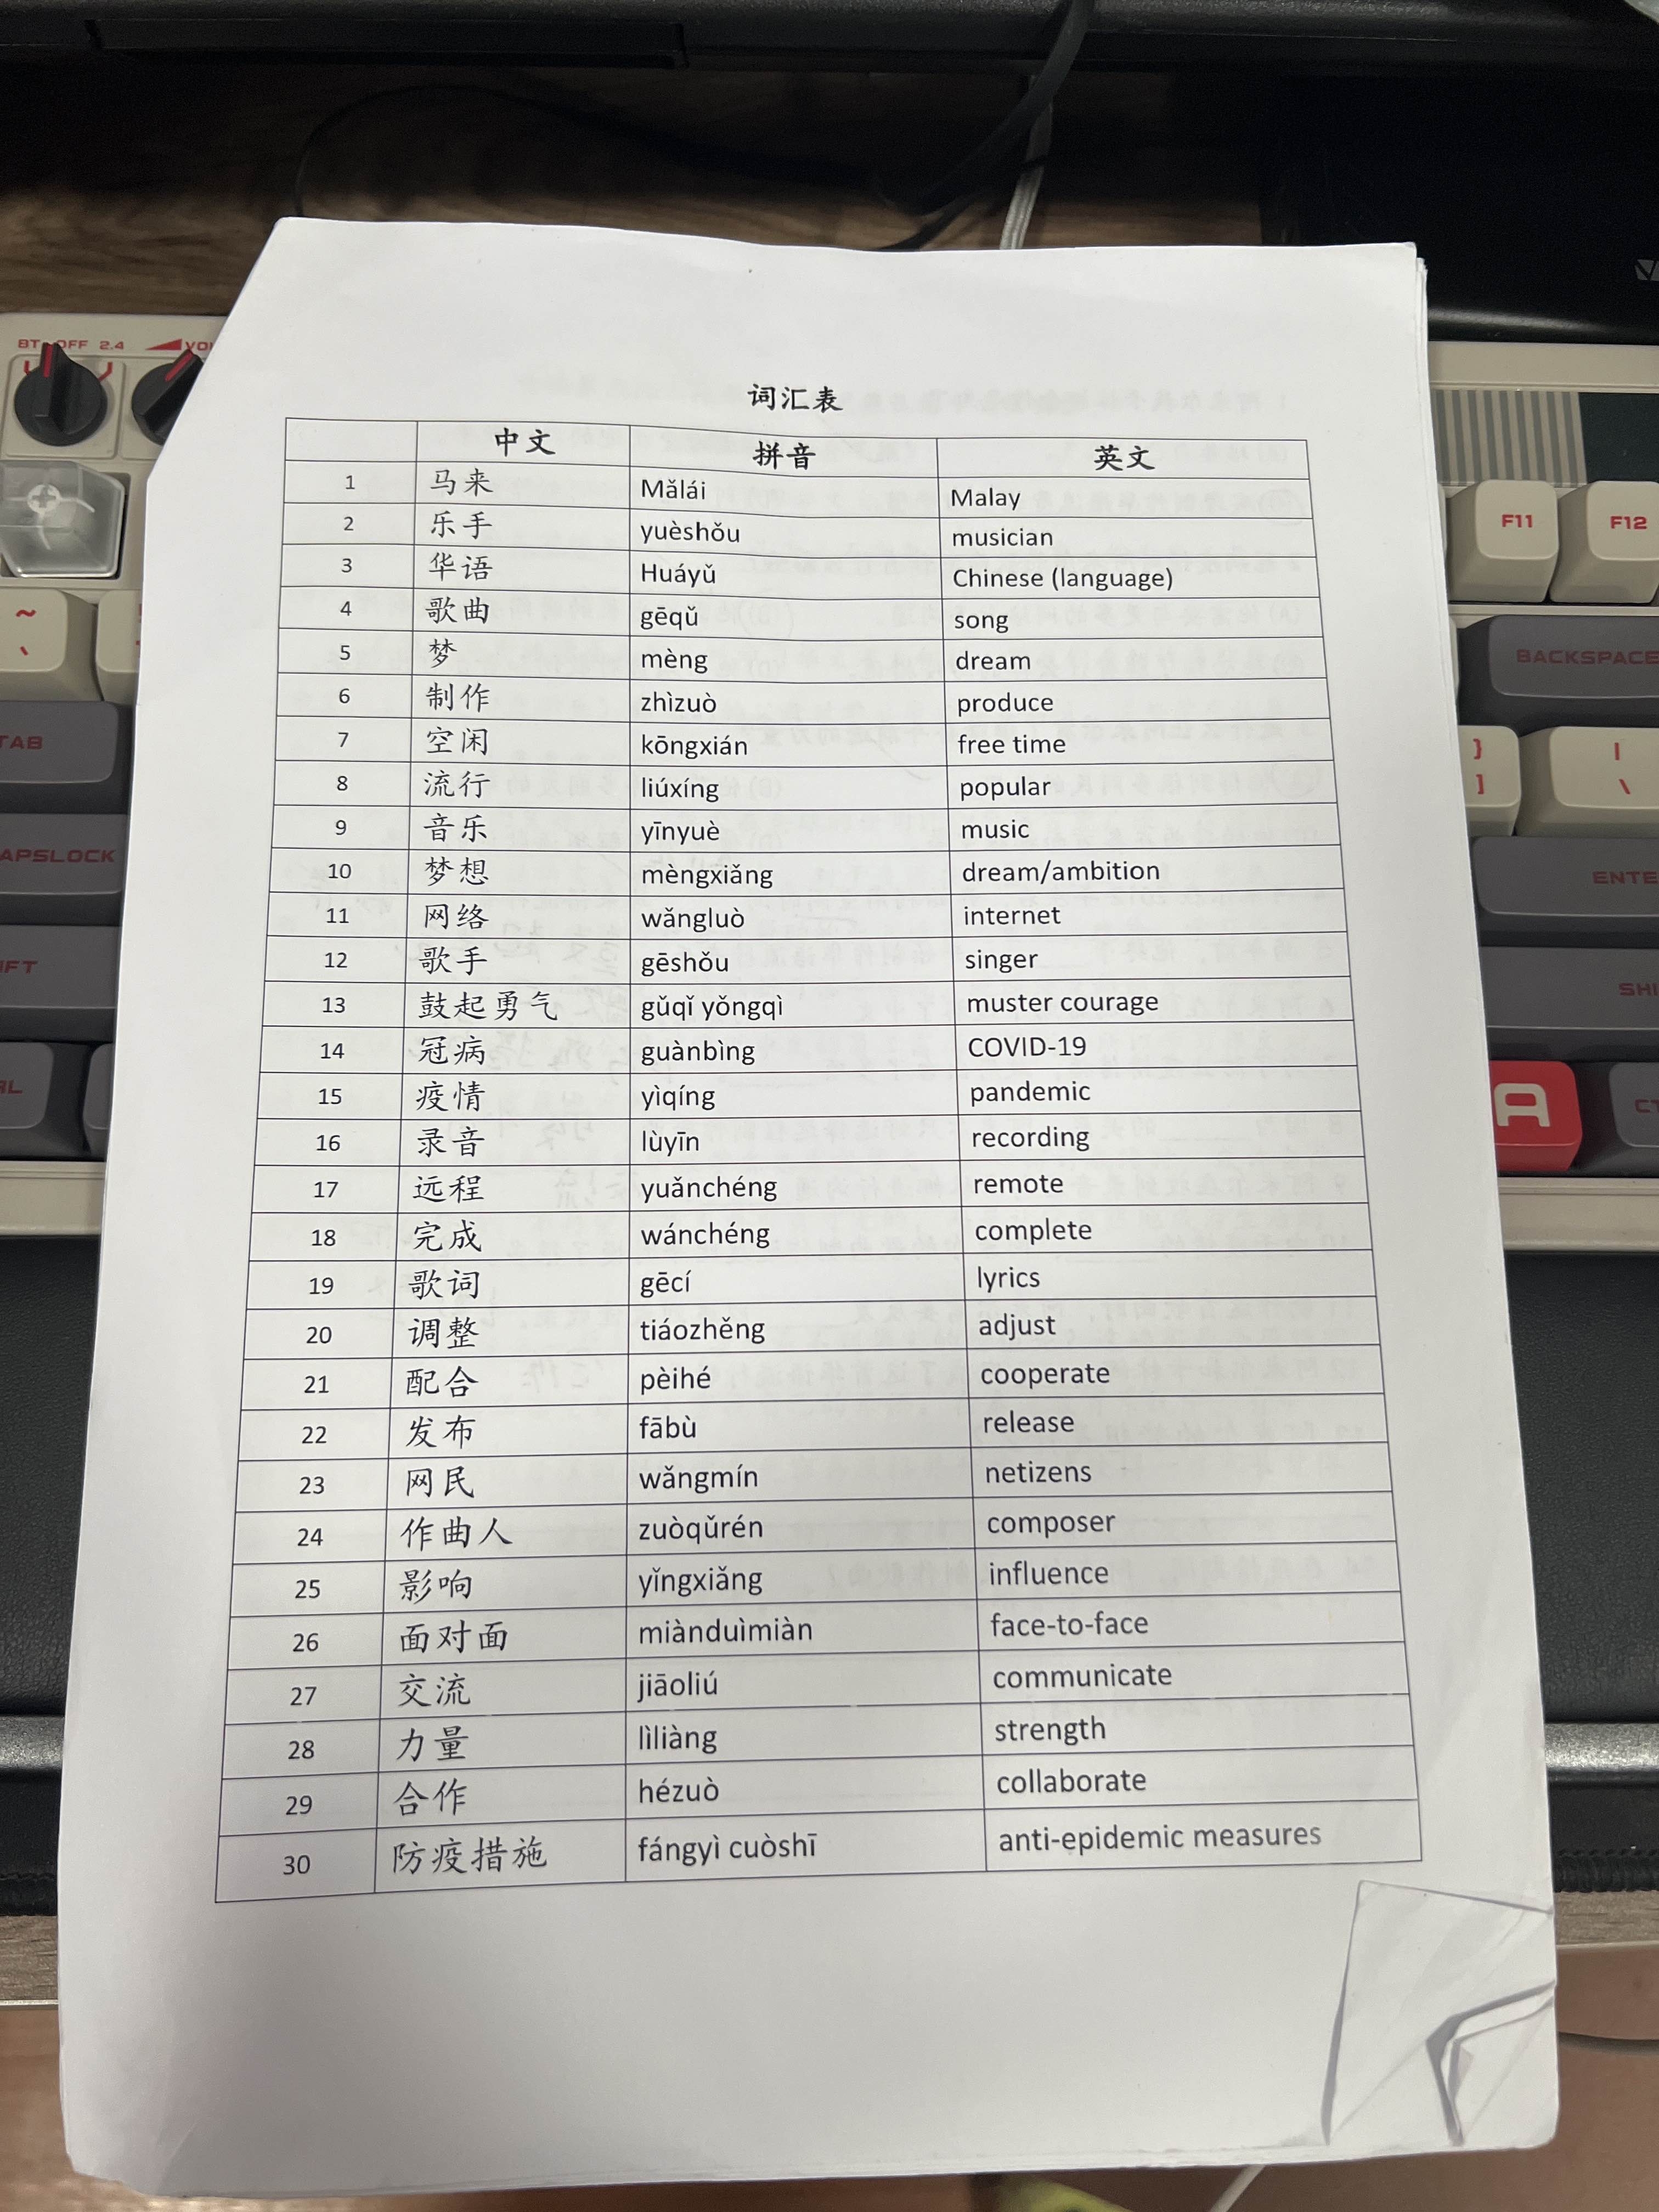 BT OFF 2.4
F11
F12
~
BACKSPACE
TAB
}
]
|
\
APSLOCK
ENTE
A
词汇表
中文 拼音 英文
1 马来 Mǎlái Malay
2 乐手 yuèshǒu musician
3 华语 Huáyǔ Chinese (language)
4 歌曲 gēqǔ song
5 梦 mèng dream
6 制作 zhìzuò produce
7 空闲 kōngxián free time
8 流行 liúxíng popular
9 音乐 yīnyuè music
10 梦想 mèngxiǎng dream/ambition
11 网络 wǎngluò internet
12 歌手 gēshǒu singer
13 鼓起勇气 gǔqǐ yǒngqì muster courage
14 冠病 guànbìng COVID-19
15 疫情 yìqíng pandemic
16 录音 lùyīn recording
17 远程 yuǎnchéng remote
18 完成 wánchéng complete
19 歌词 gēcí lyrics
20 调整 tiáozhěng adjust
21 配合 pèihé cooperate
22 发布 fābù release
23 网民 wǎngmín netizens
24 作曲人 zuòqǔrén composer
25 影响 yǐngxiǎng influence
26 面对面 miànduìmiàn face-to-face
27 交流 jiāoliú communicate
28 力量 lìliàng strength
29 合作 hézuò collaborate
30 防疫措施 fángyì cuòshī anti-epidemic measures